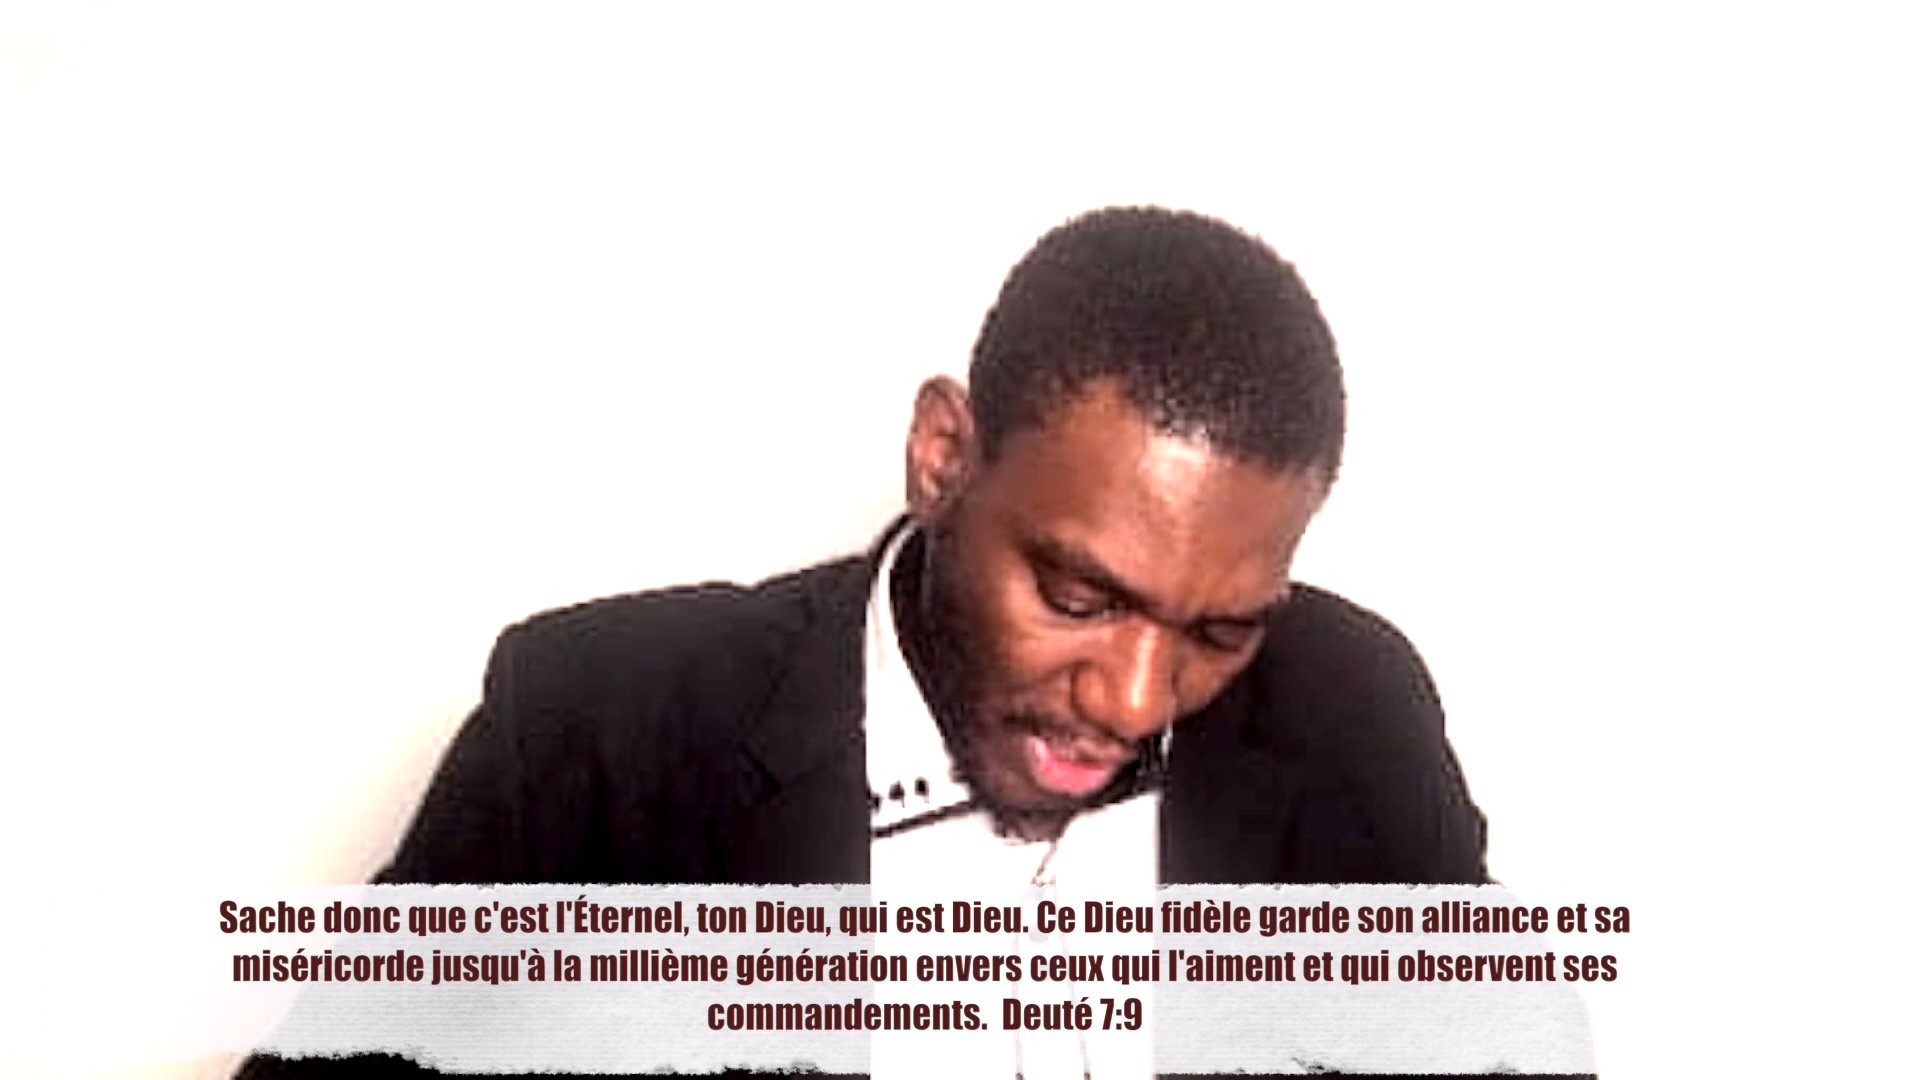 Sache donc que c'est l'Éternel, ton Dieu, qui est Dieu. Ce Dieu fidèle garde son alliance et sa
miséricorde jusqu'à la millième génération envers ceux qui l'aiment et qui observent ses
commandements.  Deuté 7:9